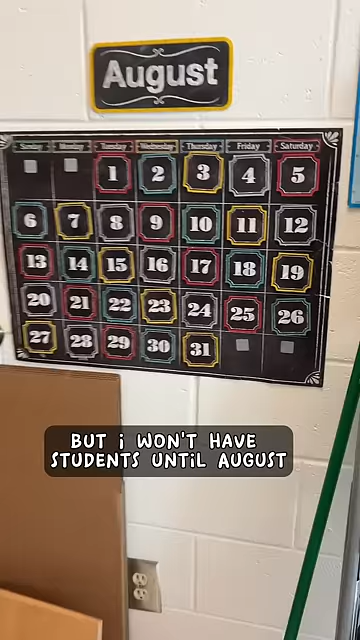 August
Sunday Monday Tuesday Wednesday Thursday Friday Saturday
1 2 3 4 5
6 7 8 9 10 11 12
13 14 15 16 17 18 19
20 21 22 23 24 25 26
27 28 29 30 31
BUT i WON'T HAVE
STUDENTS UNTiL AUGUST